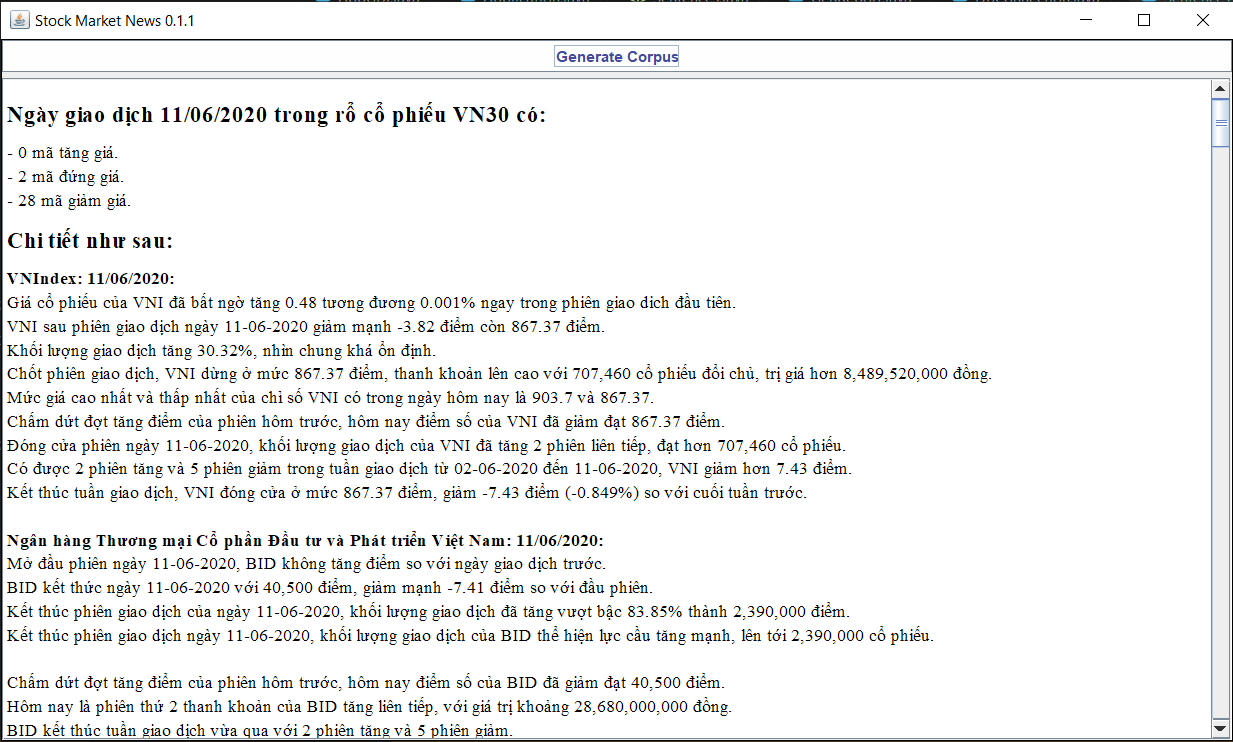 Stock Market News 0.1.1
Generate Corpus
Ngày giao dịch 11/06/2020 trong rổ cổ phiếu VN30 có:
- 0 mã tăng giá.
- 2 mã đứng giá.
- 28 mã giảm giá.
Chi tiết như sau:
VNIndex: 11/06/2020:
Giá cổ phiếu của VNI đã bất ngờ tăng 0.48 tương đương 0.001% ngay trong phiên giao dich đầu tiên.
VNI sau phiên giao dịch ngày 11-06-2020 giảm mạnh -3.82 điểm còn 867.37 điểm.
Khối lượng giao dịch tăng 30.32%, nhìn chung khá ổn định.
Chốt phiên giao dịch, VNI dừng ở mức 867.37 điểm, thanh khoản lên cao với 707,460 cổ phiếu đổi chủ, trị giá hơn 8,489,520,000 đồng.
Mức giá cao nhất và thấp nhất của chỉ số VNI có trong ngày hôm nay là 903.7 và 867.37.
Chấm dứt đợt tăng điểm của phiên hôm trước, hôm nay điểm số của VNI đã giảm đạt 867.37 điểm.
Đóng cửa phiên ngày 11-06-2020, khối lượng giao dịch của VNI đã tăng 2 phiên liên tiếp, đạt hơn 707,460 cổ phiếu.
Có được 2 phiên tăng và 5 phiên giảm trong tuần giao dịch từ 02-06-2020 đến 11-06-2020, VNI giảm hơn 7.43 điểm.
Kết thúc tuần giao dịch, VNI đóng cửa ở mức 867.37 điểm, giảm -7.43 điểm (-0.849%) so với cuối tuần trước.
Ngân hàng Thương mại Cổ phần Đầu tư và Phát triển Việt Nam: 11/06/2020:
Mở đầu phiên ngày 11-06-2020, BID không tăng điểm so với ngày giao dịch trước.
BID kết thức ngày 11-06-2020 với 40,500 điểm, giảm mạnh -7.41 điểm so với đầu phiên.
Kết thúc phiên giao dịch của ngày 11-06-2020, khối lượng giao dịch đã tăng vượt bậc 83.85% thành 2,390,000 điểm.
Kết thúc phiên giao dịch ngày 11-06-2020, khối lượng giao dịch của BID thể hiện lực cầu tăng mạnh, lên tới 2,390,000 cổ phiếu.
Chấm dứt đợt tăng điểm của phiên hôm trước, hôm nay điểm số của BID đã giảm đạt 40,500 điểm.
Hôm nay là phiên thứ 2 thanh khoản của BID tăng liên tiếp, với giá trị khoảng 28,680,000,000 đồng.
BID kết thúc tuần giao dịch vừa qua với 2 phiên tăng và 5 phiên giảm.